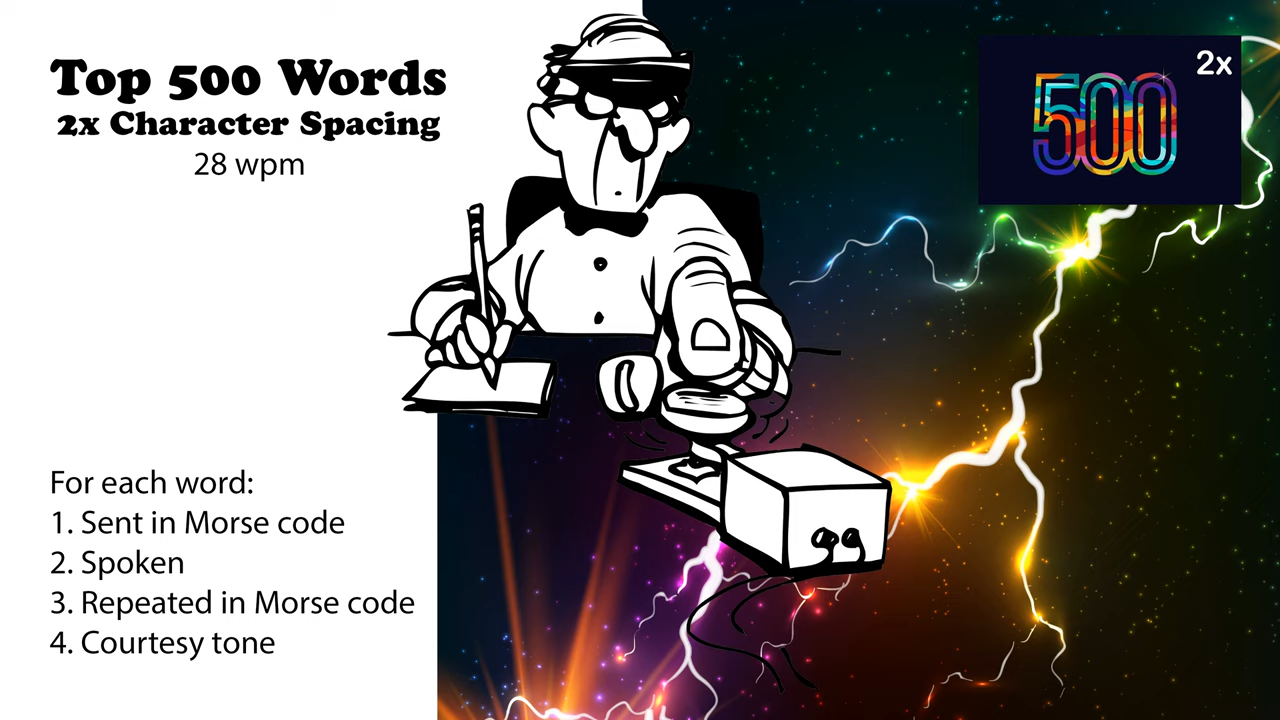 Top 500 Words
2x Character Spacing
28 wpm
2x
500
For each word:
1. Sent in Morse code
2. Spoken
3. Repeated in Morse code
4. Courtesy tone